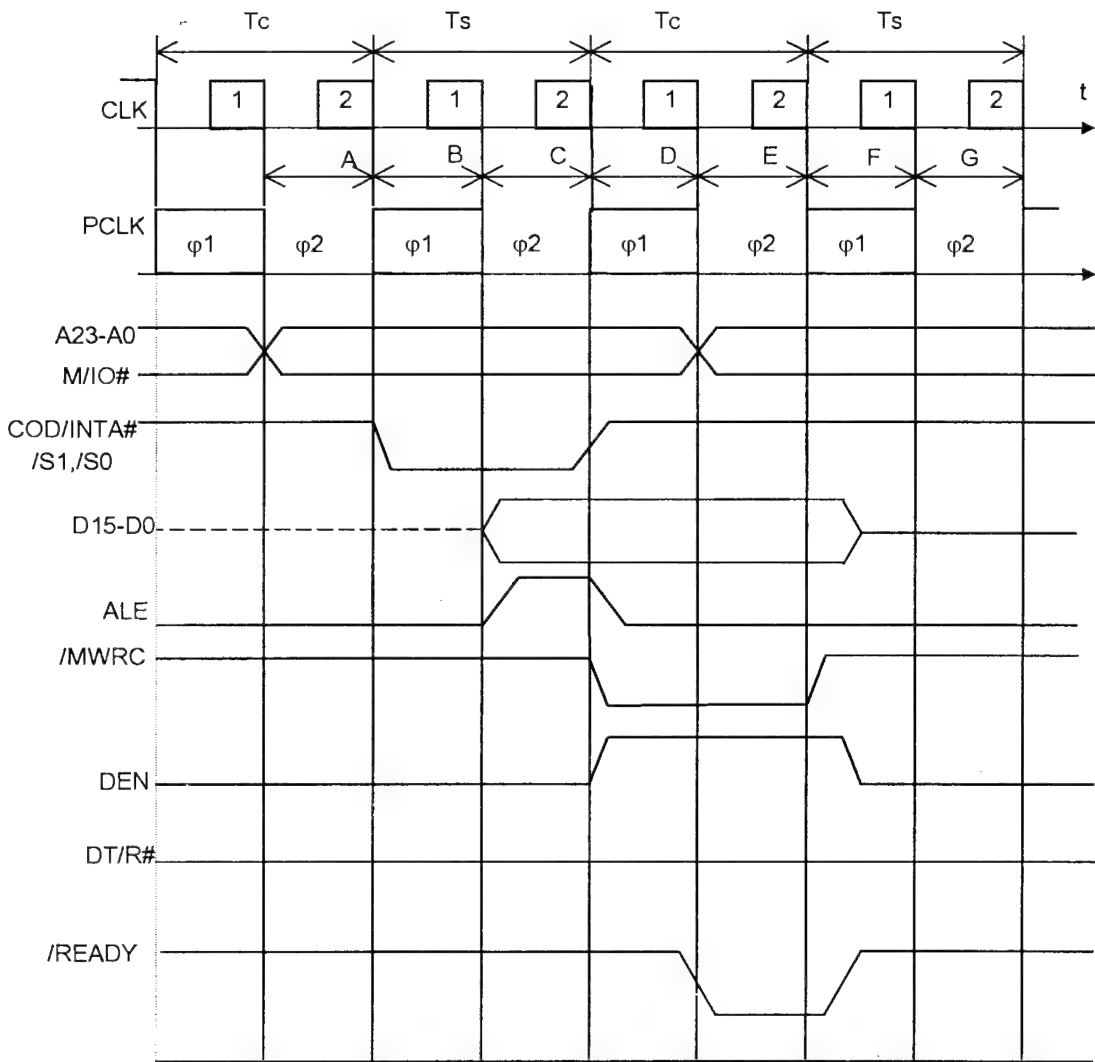 Tc Ts Tc Ts
CLK 1 2 1 2 1 2 1 2 t
A B C D E F G
PCLK φ1 φ2 φ1 φ2 φ1 φ2 φ1 φ2
A23-A0
M/IO#
COD/INTA#
/S1,/S0
D15-D0
ALE
/MWRC
DEN
DT/R#
/READY